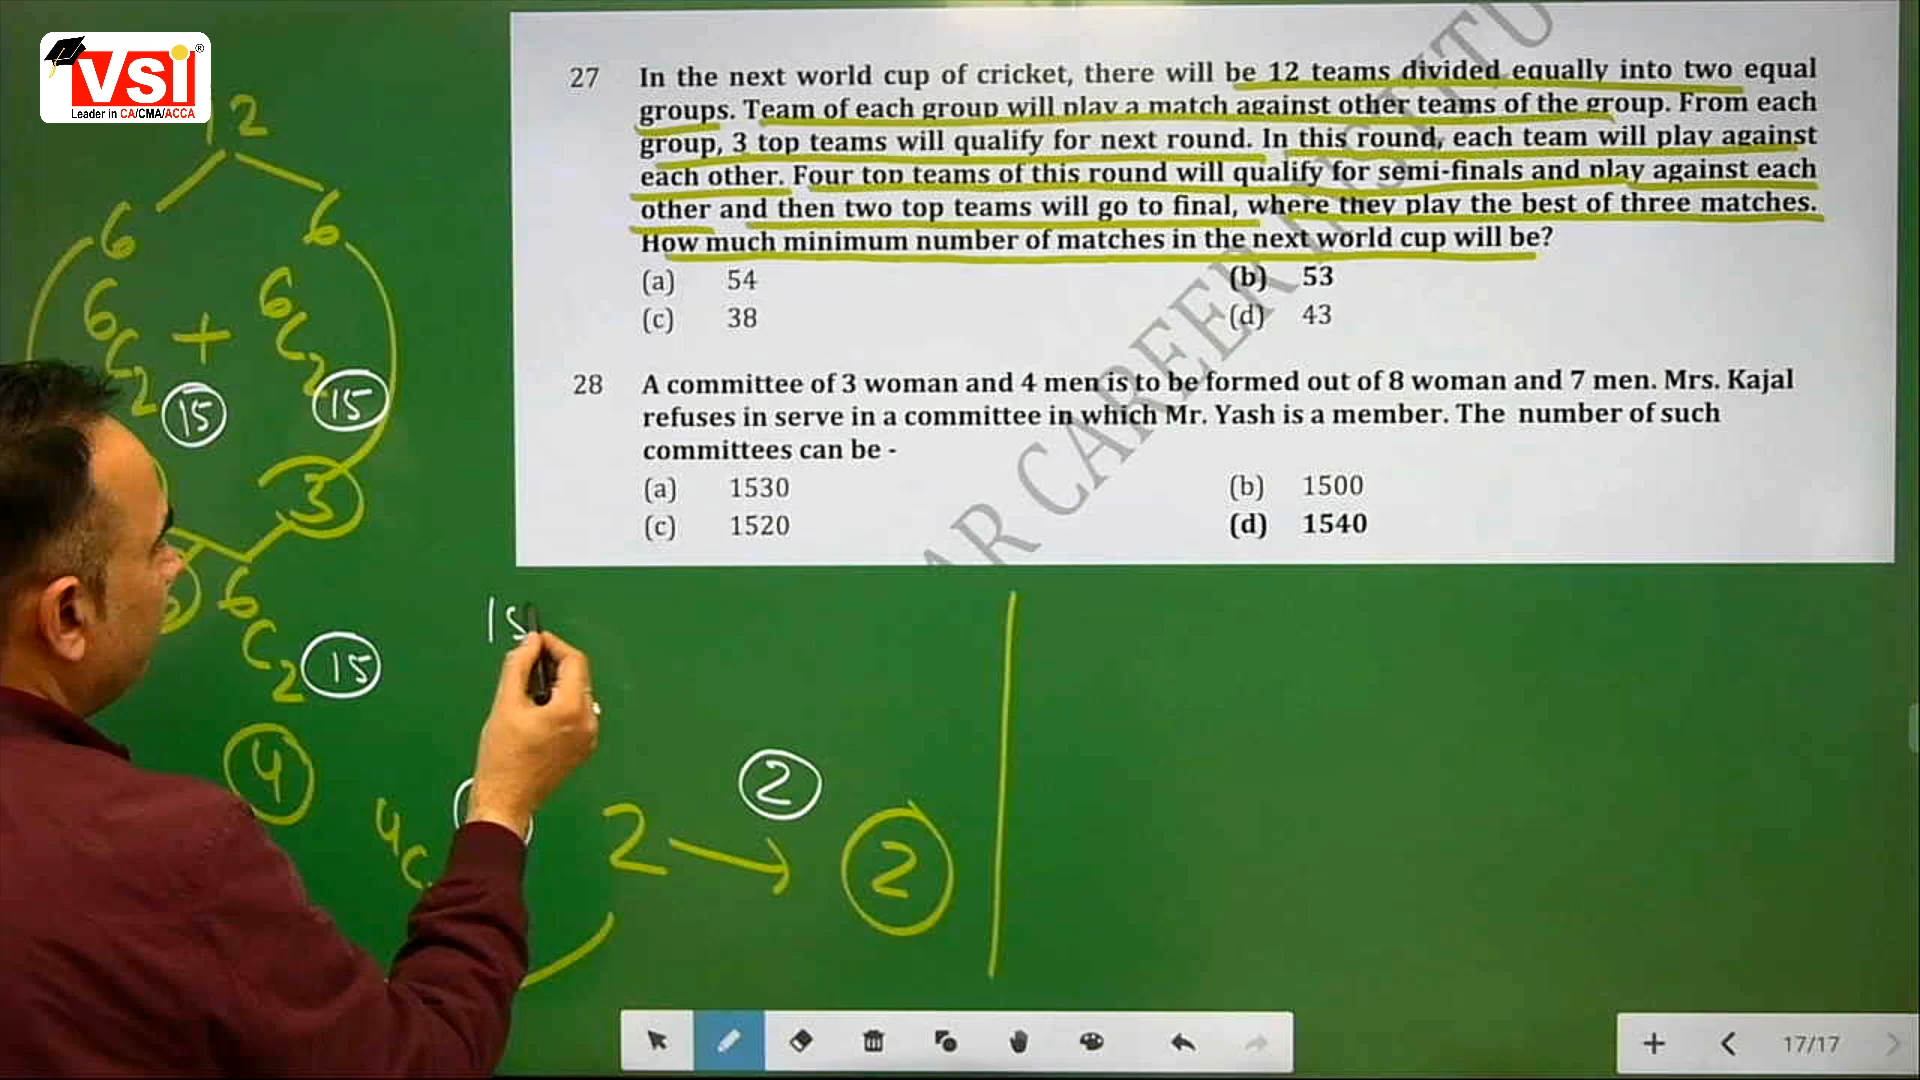 VSI
®
Leader in CA/CMA/ACCA
27 In the next world cup of cricket, there will be 12 teams divided equally into two equal
groups. Team of each group will play a match against other teams of the group. From each
group, 3 top teams will qualify for next round. In this round, each team will play against
each other. Four top teams of this round will qualify for semi-finals and play against each
other and then two top teams will go to final, where they play the best of three matches.
How much minimum number of matches in the next world cup will be?
(a) 54 (b) 53
(c) 38 (d) 43
28 A committee of 3 woman and 4 men is to be formed out of 8 woman and 7 men. Mrs. Kajal
refuses in serve in a committee in which Mr. Yash is a member. The number of such
committees can be -
(a) 1530 (b) 1500
(c) 1520 (d) 1540
AR CAREER INSTITU
12
6 6
6C2 + 6C2
15 15
3
6C2 15
15
4
4C
2 → 2
2
17/17